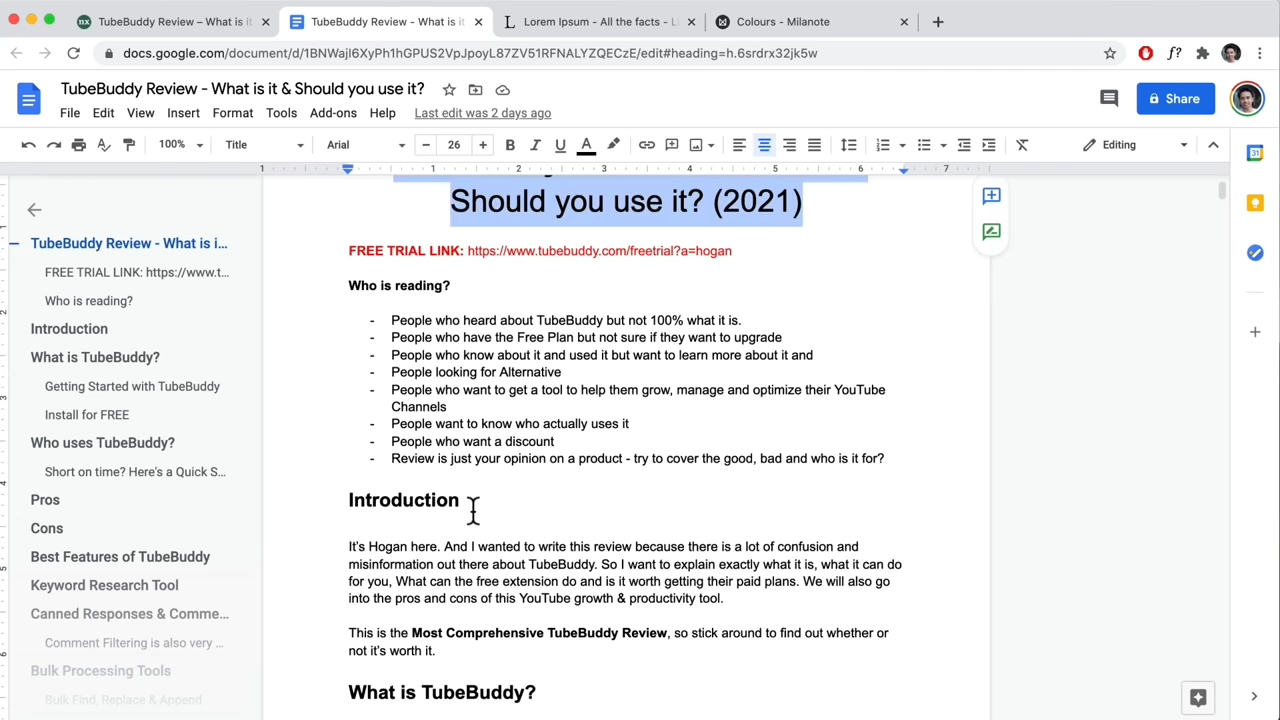 TubeBuddy Review – What is it
TubeBuddy Review - What is it
Lorem Ipsum - All the facts - L
Colours - Milanote
docs.google.com/document/d/1BNWajl6XyPh1hGPUS2VpJpoyL87ZV51RFNALYZQECzE/edit#heading=h.6srdrx32jk5w
TubeBuddy Review - What is it & Should you use it?
File Edit View Insert Format Tools Add-ons Help Last edit was 2 days ago
Share
100% Title Arial 26 Editing
1 1 2 3 4 5 6 7
Should you use it? (2021)
FREE TRIAL LINK: https://www.tubebuddy.com/freetrial?a=hogan
Who is reading?
- People who heard about TubeBuddy but not 100% what it is.
- People who have the Free Plan but not sure if they want to upgrade
- People who know about it and used it but want to learn more about it and
- People looking for Alternative
- People who want to get a tool to help them grow, manage and optimize their YouTube
Channels
- People want to know who actually uses it
- People who want a discount
- Review is just your opinion on a product - try to cover the good, bad and who is it for?
Introduction
It's Hogan here. And I wanted to write this review because there is a lot of confusion and
misinformation out there about TubeBuddy. So I want to explain exactly what it is, what it can do
for you, What can the free extension do and is it worth getting their paid plans. We will also go
into the pros and cons of this YouTube growth & productivity tool.
This is the Most Comprehensive TubeBuddy Review, so stick around to find out whether or
not it's worth it.
What is TubeBuddy?
TubeBuddy Review - What is i...
FREE TRIAL LINK: https://www.t...
Who is reading?
Introduction
What is TubeBuddy?
Getting Started with TubeBuddy
Install for FREE
Who uses TubeBuddy?
Short on time? Here's a Quick S...
Pros
Cons
Best Features of TubeBuddy
Keyword Research Tool
Canned Responses & Comme...
Comment Filtering is also very ...
Bulk Processing Tools
Bulk Find, Replace & Append